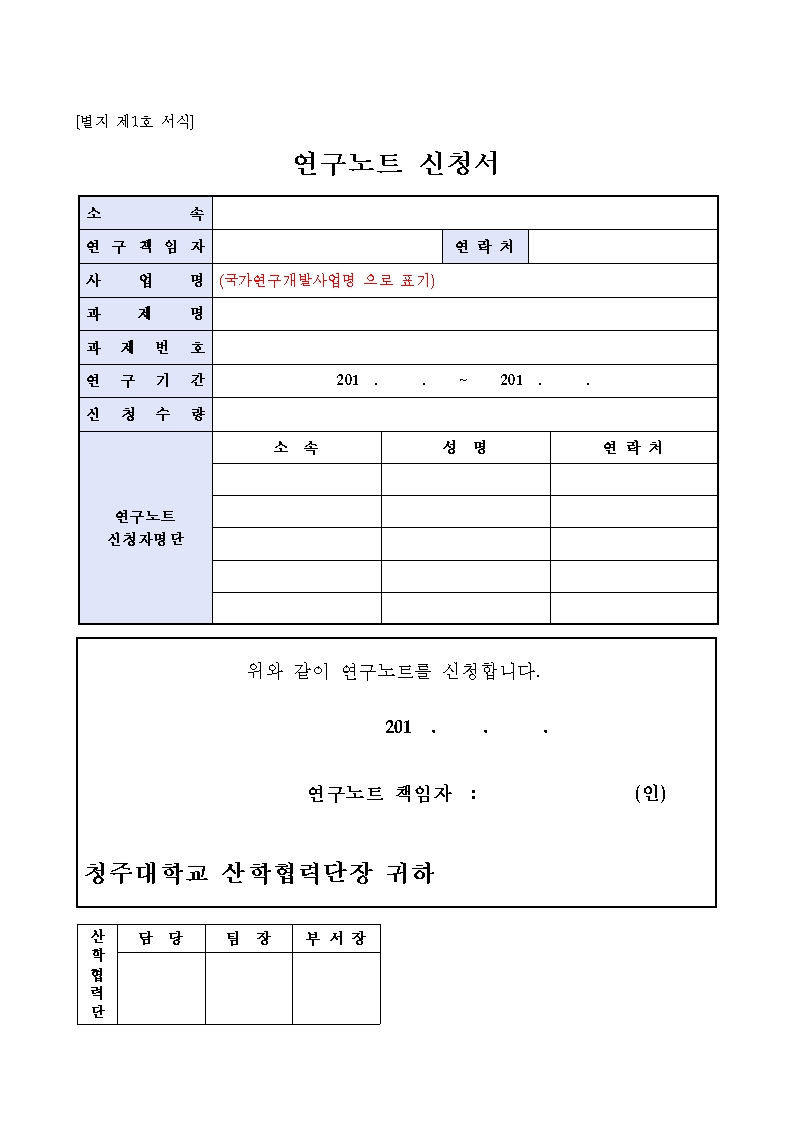 [별지 제1호 서식]
연구노트 신청서
소 속
연 구 책 임 자 연 락 처
사 업 명 (국가연구개발사업명 으로 표기)
과 제 명
과 제 번 호
연 구 기 간 201 . . ~ 201 . .
신 청 수 량
소 속 성 명 연 락 처
연구노트
신청자명단
위와 같이 연구노트를 신청합니다.
201 . . .
연구노트 책임자 : (인)
청주대학교 산학협력단장 귀하
산학협력단 담 당 팀 장 부 서 장